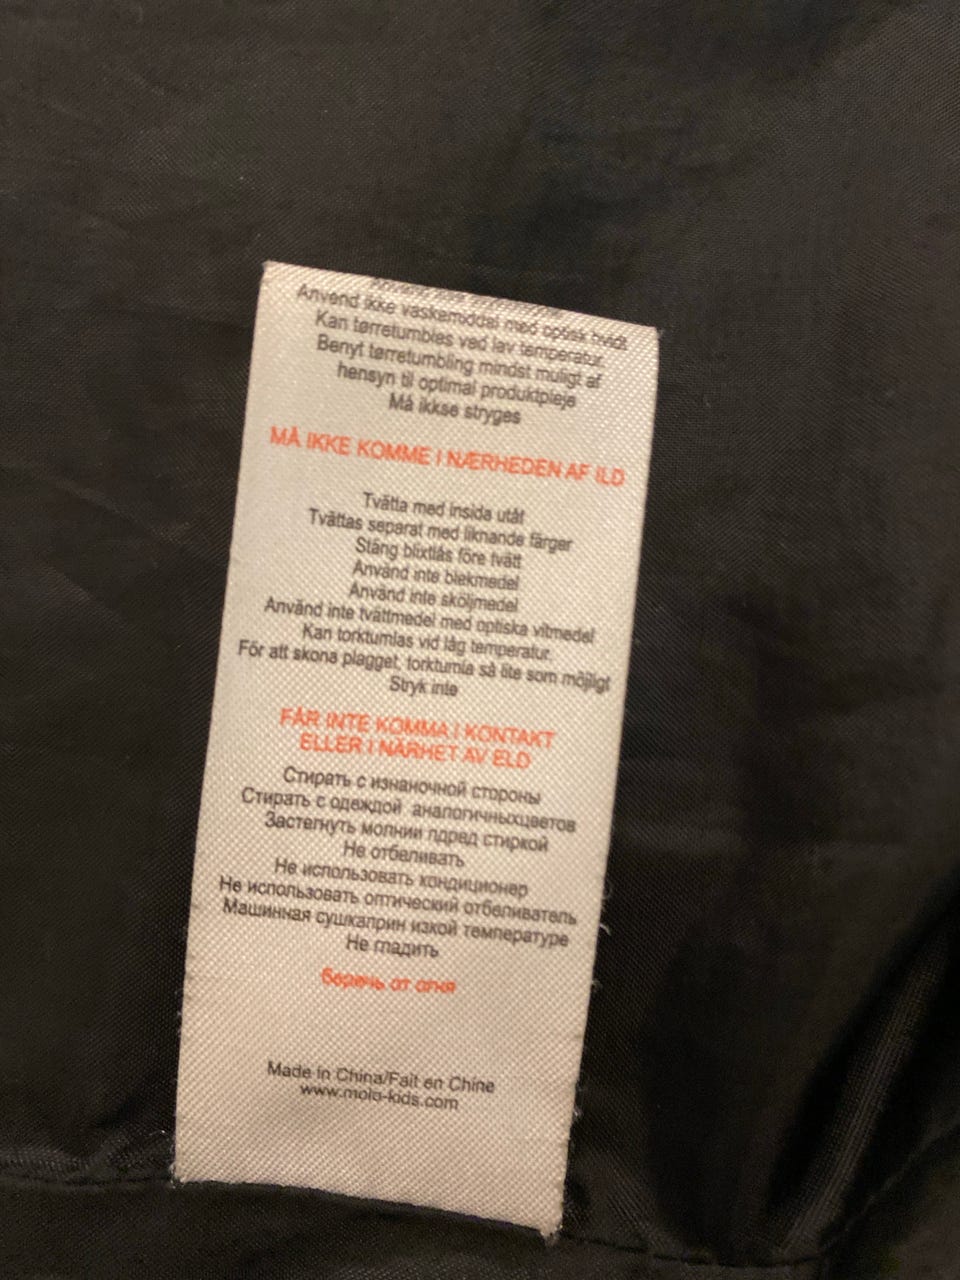 Anvend ikke vaskemiddel med optisk hvidt
Kan tørretumbles ved lav temperatur.
Benyt tørretumbling mindst muligt af
hensyn til optimal produktpleje
Må ikkse stryges
MÅ IKKE KOMME I NÆRHEDEN AF ILD
Tvätta med insida utåt
Tvättas separat med liknande färger
Stäng blixtlås före tvätt
Använd inte blekmedel
Använd inte sköljmedel
Använd inte tvättmedel med optiska vitmedel
Kan torktumlas vid låg temperatur.
För att skona plagget, torktumla så lite som möjligt
Stryk inte
FÅR INTE KOMMA I KONTAKT
ELLER I NÄRHET AV ELD
Стирать с изнаночной стороны
Стирать с одеждой аналогичныхцветов
Застегнуть молнии пдред стиркой
Не отбеливать
Не использовать кондиционер
Не использовать оптический отбеливатель
Машинная сушкаприн изкой температуре
Не гладить
беречь от огня
Made in China/Fait en Chine
www.molo-kids.com